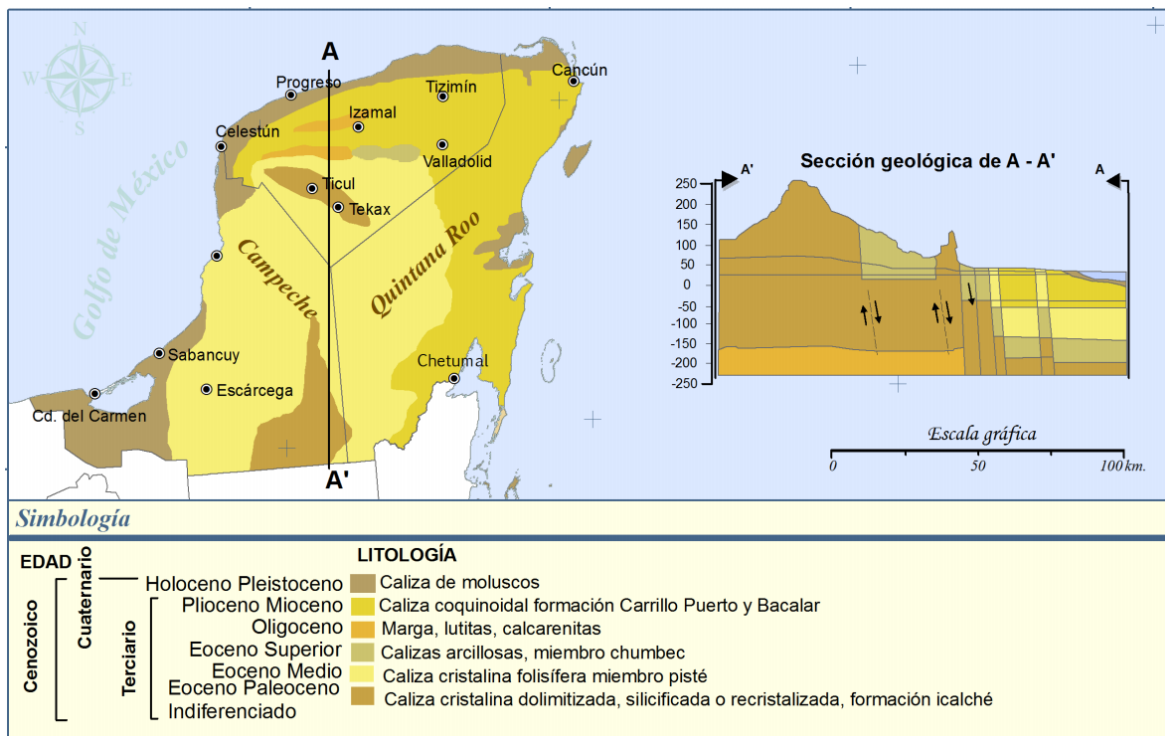 N
W
E
S
Golfo de México
A
Progreso
Tizimín
Cancún
Izamal
Celestún
Valladolid
Ticul
Tekax
Campeche
Quintana Roo
Sabancuy
Escárcega
Chetumal
Cd. del Carmen
A'
Sección geológica de A - A'
A'
A
250
200
150
100
50
0
-50
-100
-150
-200
-250
Escala gráfica
0
50
100 km.
Simbología
EDAD
LITOLOGÍA
Cenozoico
Cuaternario
Terciario
Holoceno Pleistoceno
Caliza de moluscos
Plioceno Mioceno
Caliza coquinoidal formación Carrillo Puerto y Bacalar
Oligoceno
Marga, lutitas, calcarenitas
Eoceno Superior
Calizas arcillosas, miembro chumbec
Eoceno Medio
Caliza cristalina folisífera miembro pisté
Eoceno Paleoceno
Indiferenciado
Caliza cristalina dolimitizada, silicificada o recristalizada, formación icalché